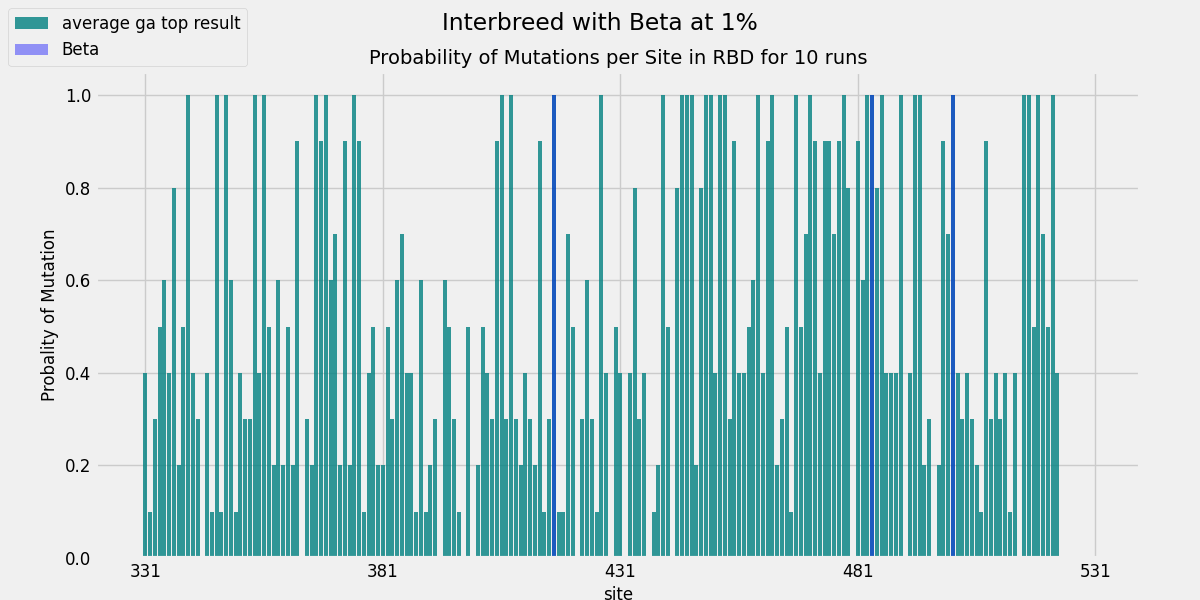 Interbreed with Beta at 1%
average ga top result
Beta
Probability of Mutations per Site in RBD for 10 runs
Probality of Mutation
1.0
0.8
0.6
0.4
0.2
0.0
331
381
431
481
531
site